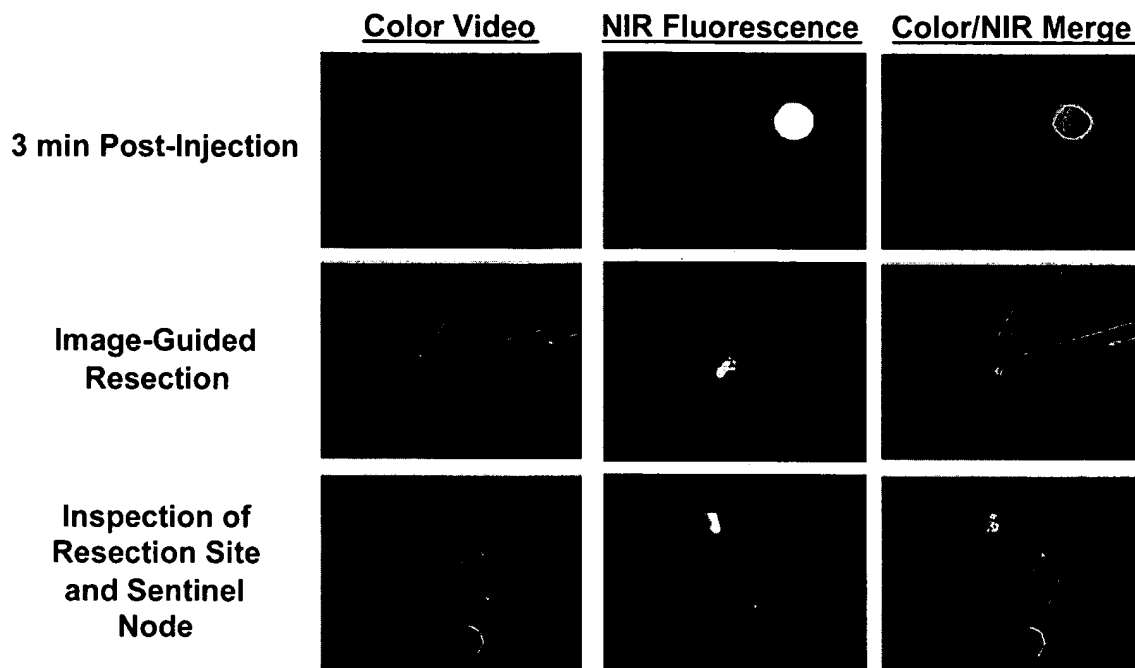 Color Video
NIR Fluorescence
Color/NIR Merge
3 min Post-Injection
Image-Guided
Resection
Inspection of
Resection Site
and Sentinel
Node